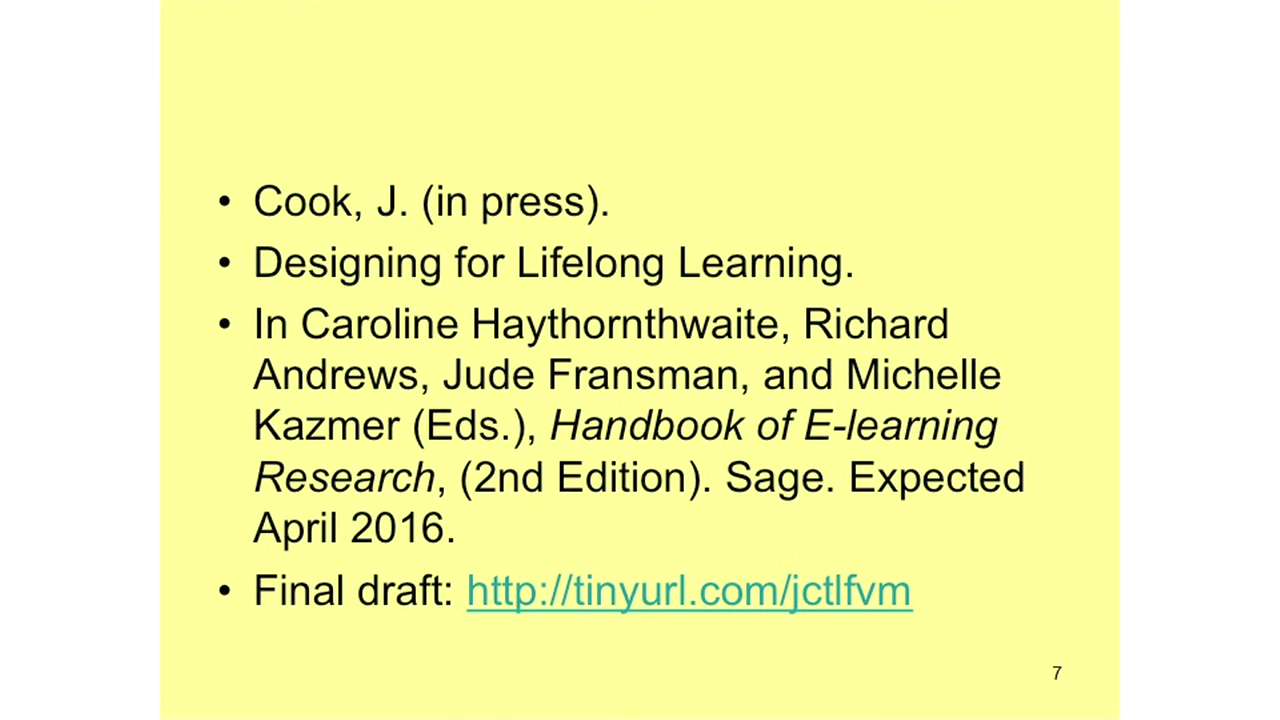 • Cook, J. (in press).
• Designing for Lifelong Learning.
• In Caroline Haythornthwaite, Richard
Andrews, Jude Fransman, and Michelle
Kazmer (Eds.), Handbook of E-learning
Research, (2nd Edition). Sage. Expected
April 2016.
• Final draft: http://tinyurl.com/jctlfvm
7